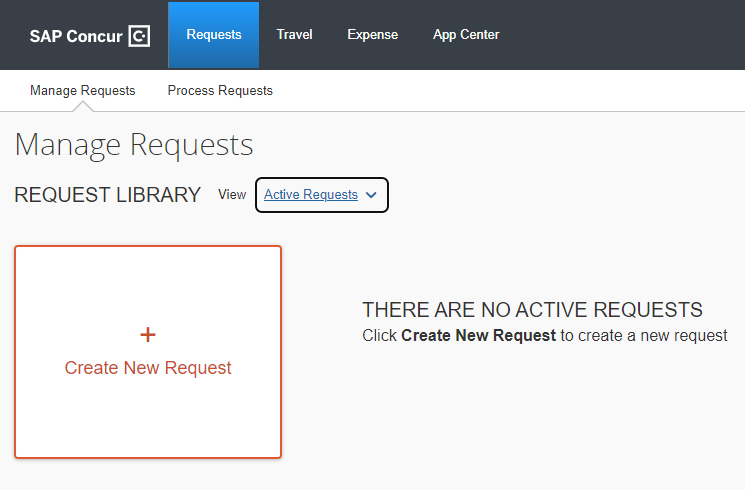 SAP Concur C
Requests
Travel
Expense
App Center
Manage Requests
Process Requests
Manage Requests
REQUEST LIBRARY View Active Requests
THERE ARE NO ACTIVE REQUESTS
Click Create New Request to create a new request
+
Create New Request